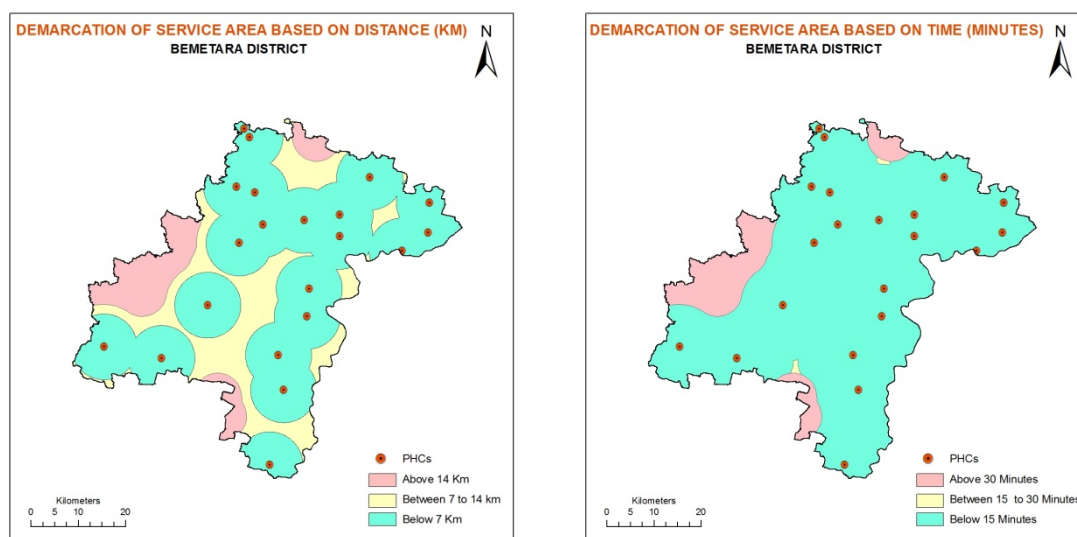 DEMARCATION OF SERVICE AREA BASED ON DISTANCE (KM)
BEMETARA DISTRICT
N
PHCs
Above 14 Km
Between 7 to 14 km
Below 7 Km
Kilometers
0 5 10 20
DEMARCATION OF SERVICE AREA BASED ON TIME (MINUTES)
BEMETARA DISTRICT
N
PHCs
Above 30 Minutes
Between 15 to 30 Minutes
Below 15 Minutes
Kilometers
0 5 10 20